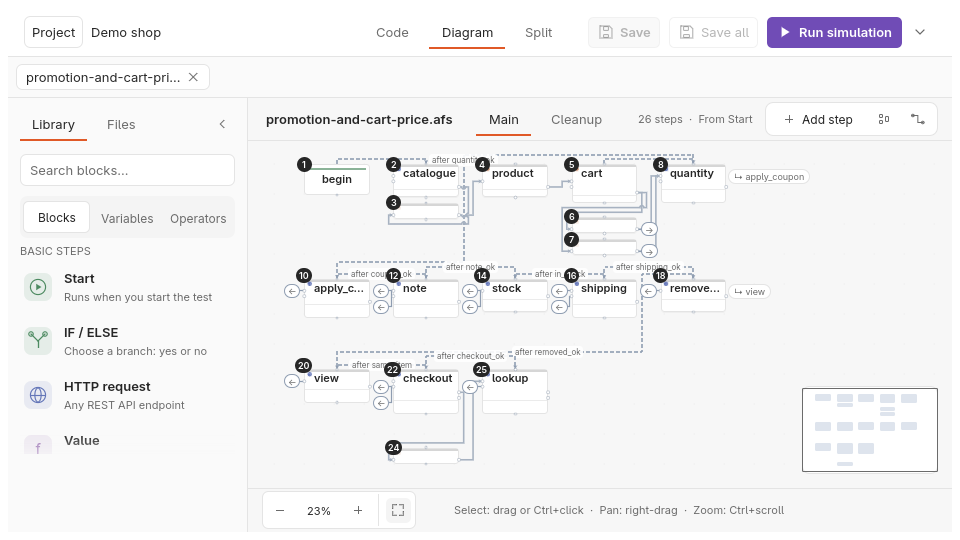 Project Demo shop Code Diagram Split Save Save all Run simulation
promotion-and-cart-pri...
Library Files
promotion-and-cart-price.afs Main Cleanup 26 steps · From Start Add step
Search blocks...
Blocks Variables Operators
BASIC STEPS
Start
Runs when you start the test
IF / ELSE
Choose a branch: yes or no
HTTP request
Any REST API endpoint
Value
1 begin
2 catalogue
3
4 product
5 cart
6
7
8 quantity
↪ apply_coupon
10 apply_c...
12 note
after note_ok
14 stock
16 shipping
after shipping_ok
18 remove...
↪ view
20 view
22 checkout
after checkout_ok
after removed_ok
25 lookup
24
23%
Select: drag or Ctrl+click · Pan: right-drag · Zoom: Ctrl+scroll